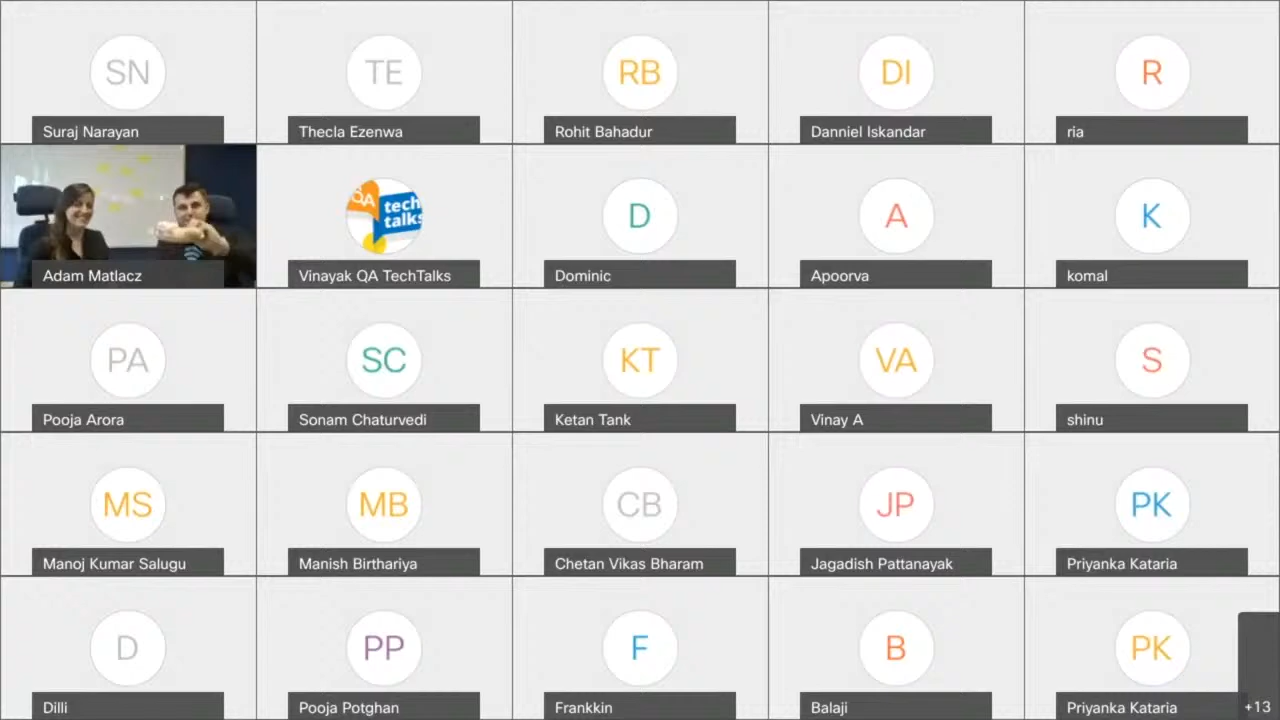 SN
Suraj Narayan
TE
Thecla Ezenwa
RB
Rohit Bahadur
DI
Danniel Iskandar
R
ria
Adam Matlacz
QA
tech
talks
Vinayak QA TechTalks
D
Dominic
A
Apoorva
K
komal
PA
Pooja Arora
SC
Sonam Chaturvedi
KT
Ketan Tank
VA
Vinay A
S
shinu
MS
Manoj Kumar Salugu
MB
Manish Birthariya
CB
Chetan Vikas Bharam
JP
Jagadish Pattanayak
PK
Priyanka Kataria
D
Dilli
PP
Pooja Potghan
F
Frankkin
B
Balaji
PK
Priyanka Kataria
+13